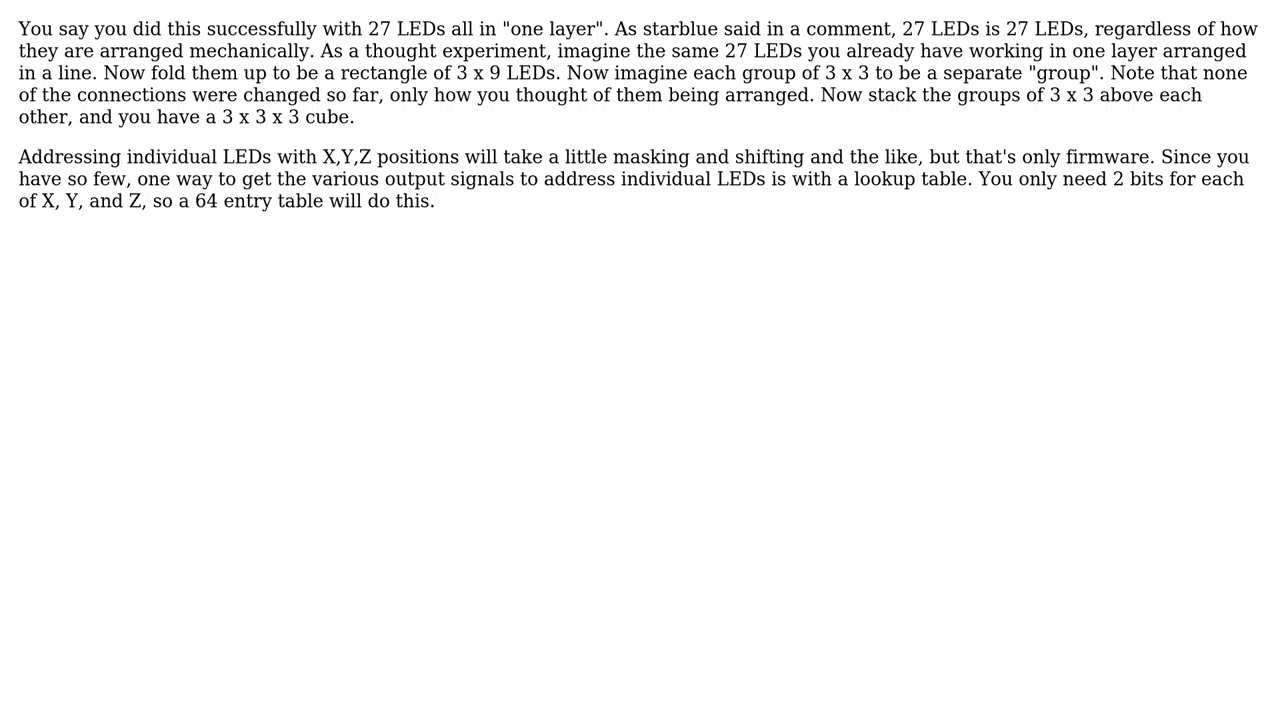 You say you did this successfully with 27 LEDs all in "one layer". As starblue said in a comment, 27 LEDs is 27 LEDs, regardless of how
they are arranged mechanically. As a thought experiment, imagine the same 27 LEDs you already have working in one layer arranged
in a line. Now fold them up to be a rectangle of 3 x 9 LEDs. Now imagine each group of 3 x 3 to be a separate "group". Note that none
of the connections were changed so far, only how you thought of them being arranged. Now stack the groups of 3 x 3 above each
other, and you have a 3 x 3 x 3 cube.
Addressing individual LEDs with X,Y,Z positions will take a little masking and shifting and the like, but that's only firmware. Since you
have so few, one way to get the various output signals to address individual LEDs is with a lookup table. You only need 2 bits for each
of X, Y, and Z, so a 64 entry table will do this.